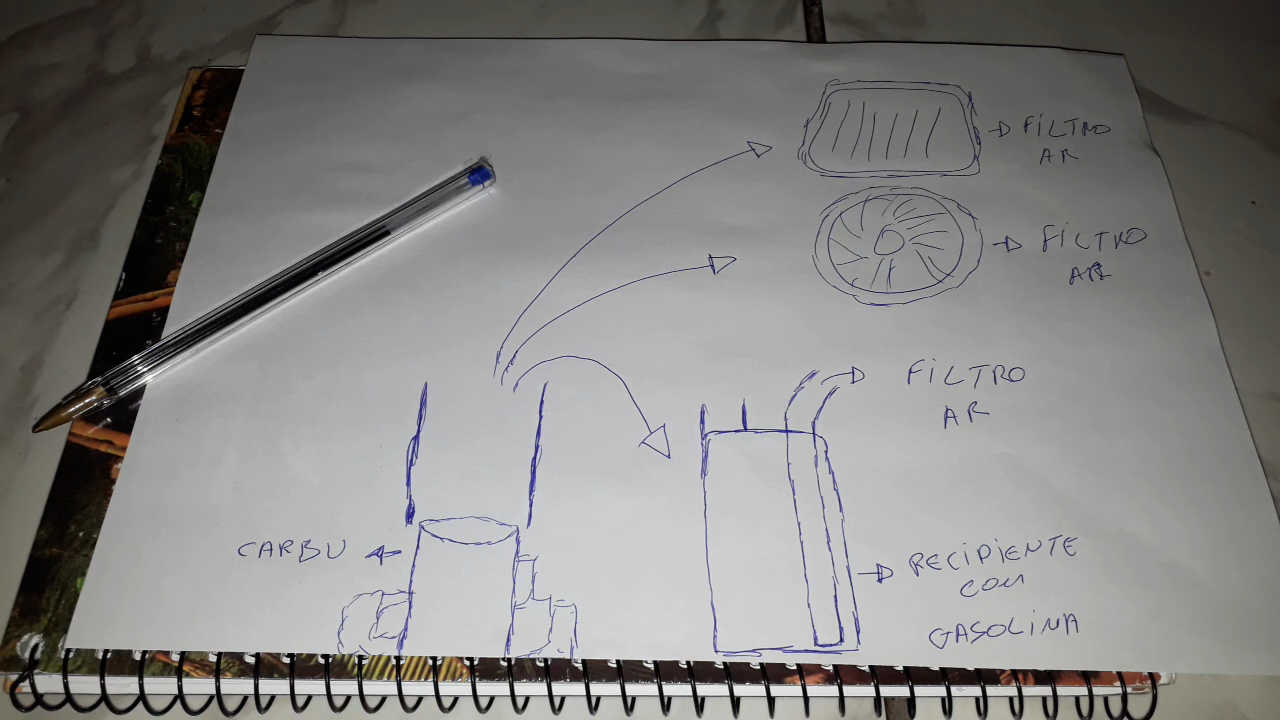 FILTRO
AR
FILTRO
AR
FILTRO
AR
CARBU
RECIPIENTE
COM
GASOLINA